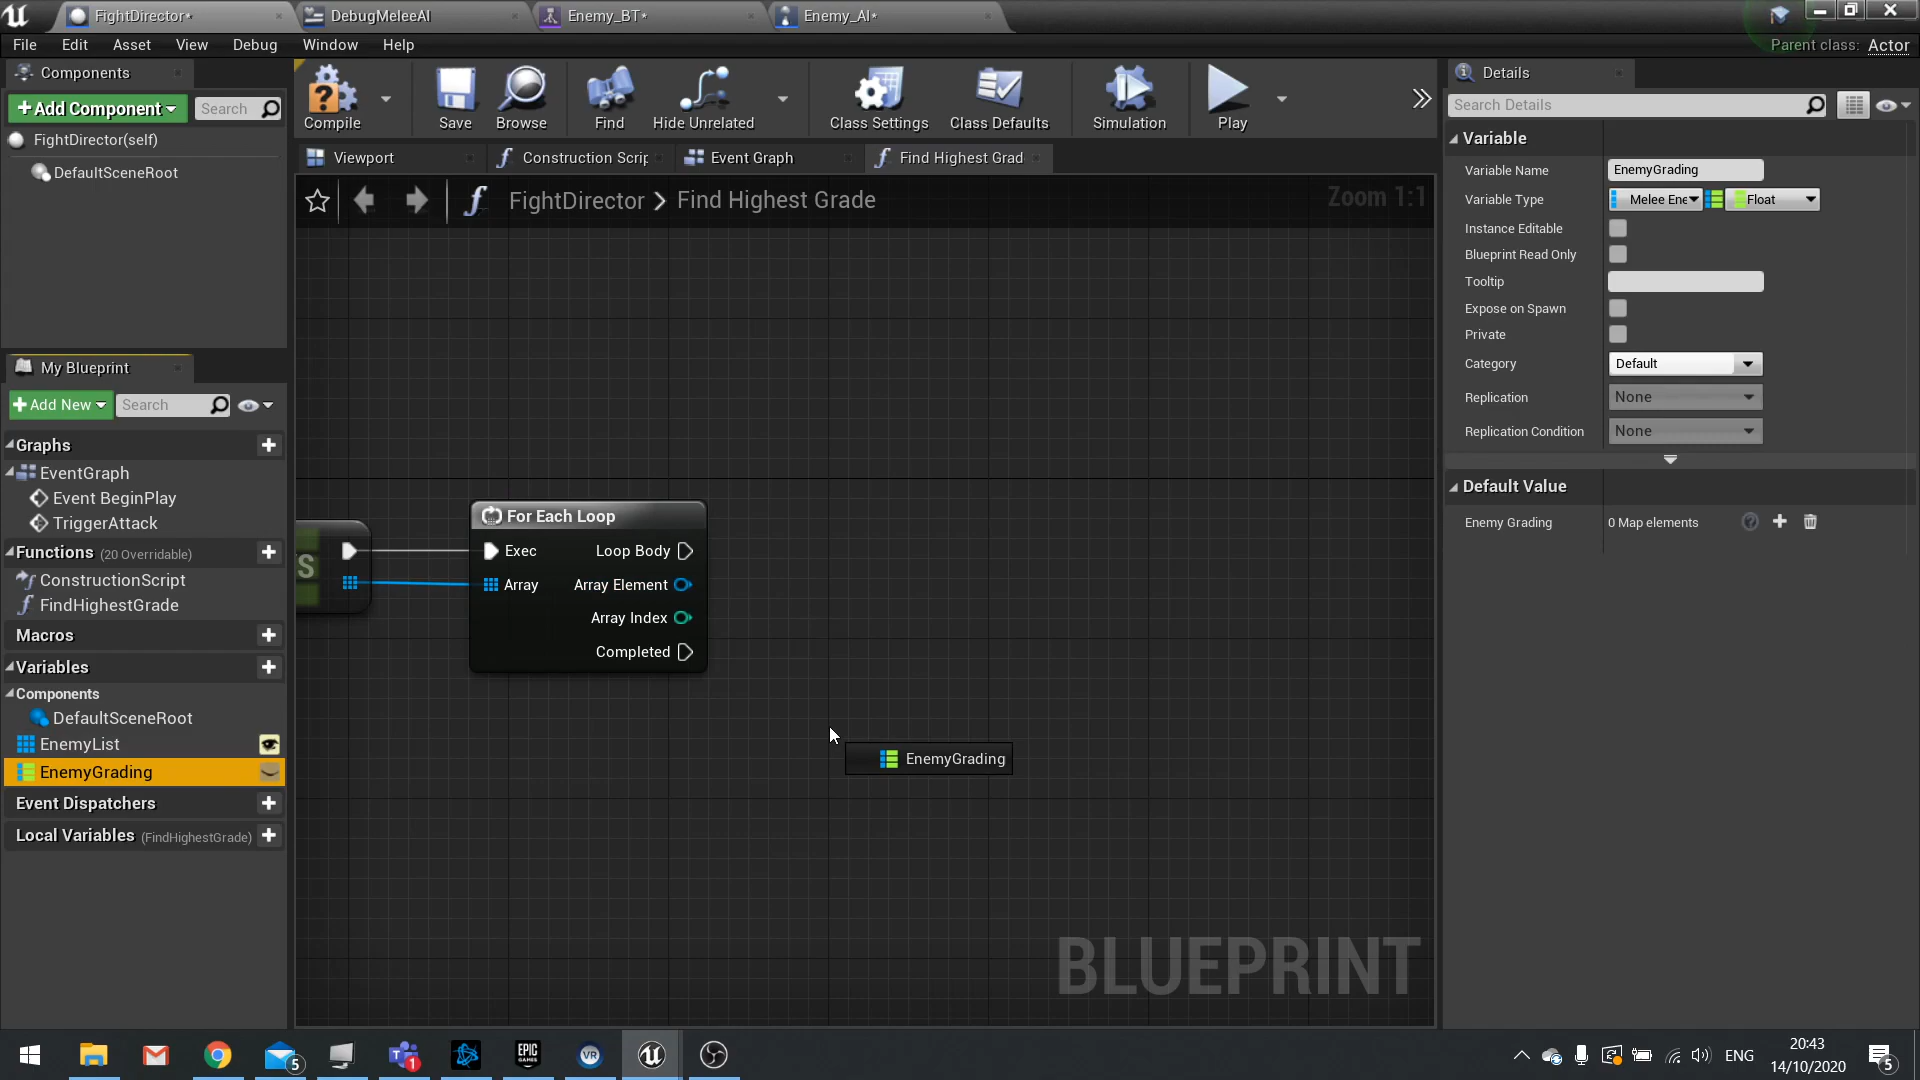 FightDirector*
DebugMeleeAI
Enemy_BT*
Enemy_AI*
File Edit Asset View Debug Window Help
Parent class: Actor
Components
+Add Component
Search
FightDirector(self)
DefaultSceneRoot
Compile
Save
Browse
Find
Hide Unrelated
Class Settings
Class Defaults
Simulation
Play
Viewport
Construction Scrip
Event Graph
Find Highest Grad
FightDirector > Find Highest Grade
Zoom 1:1
My Blueprint
+Add New
Search
Graphs
EventGraph
Event BeginPlay
TriggerAttack
Functions (20 Overridable)
ConstructionScript
FindHighestGrade
Macros
Variables
Components
DefaultSceneRoot
EnemyList
EnemyGrading
Event Dispatchers
Local Variables (FindHighestGrade)
S
For Each Loop
Exec
Loop Body
Array
Array Element
Array Index
Completed
EnemyGrading
BLUEPRINT
Details
Search Details
Variable
Variable Name
EnemyGrading
Variable Type
Melee Ene
Float
Instance Editable
Blueprint Read Only
Tooltip
Expose on Spawn
Private
Category
Default
Replication
None
Replication Condition
None
Default Value
Enemy Grading
0 Map elements
5
1
EPIC
GAMES
VR
ENG
20:43
14/10/2020
5